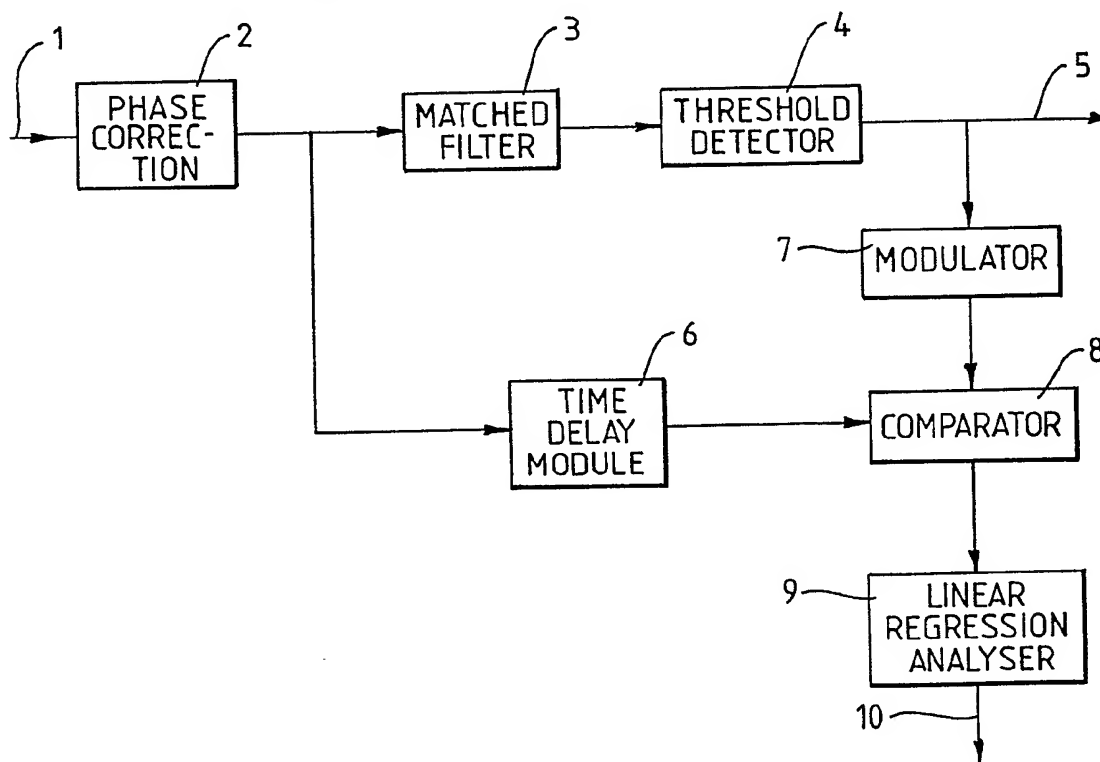 1
2
3
4
5
PHASE
CORREC-
TION
MATCHED
FILTER
THRESHOLD
DETECTOR
7
MODULATOR
6
TIME
DELAY
MODULE
8
COMPARATOR
9
LINEAR
REGRESSION
ANALYSER
10